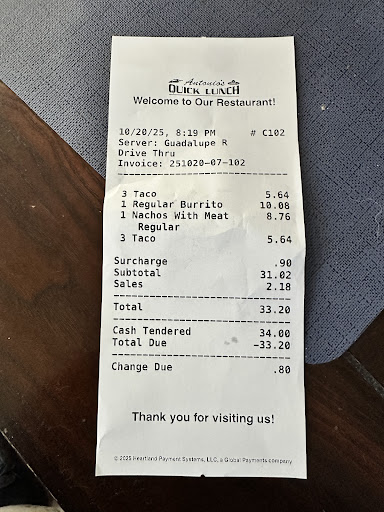 Antonio's
QUICK LUNCH
Welcome to Our Restaurant!
10/20/25, 8:19 PM # C102
Server: Guadalupe R
Drive Thru
Invoice: 251020-07-102
3 Taco 5.64
1 Regular Burrito 10.08
1 Nachos With Meat 8.76
Regular
3 Taco 5.64
Surcharge .90
Subtotal 31.02
Sales 2.18
Total 33.20
Cash Tendered 34.00
Total Due -33.20
Change Due .80
Thank you for visiting us!
© 2025 Heartland Payment Systems, LLC, a Global Payments company